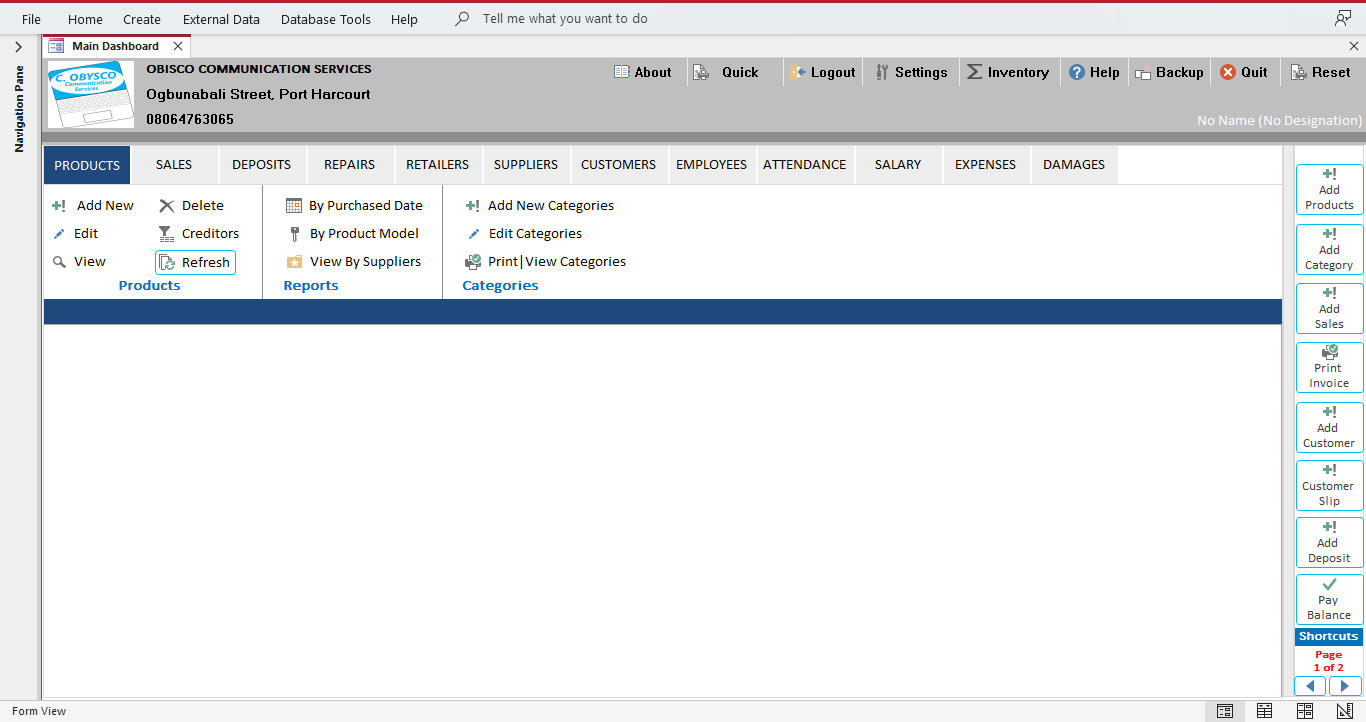 File Home Create External Data Database Tools Help Tell me what you want to do
Main Dashboard
Navigation Pane
C. OBYSCO
Communication
Services
OBISCO COMMUNICATION SERVICES
Ogbunabali Street, Port Harcourt
08064763065
About Quick Logout Settings Inventory Help Backup Quit Reset
No Name (No Designation)
PRODUCTS SALES DEPOSITS REPAIRS RETAILERS SUPPLIERS CUSTOMERS EMPLOYEES ATTENDANCE SALARY EXPENSES DAMAGES
Add New Delete By Purchased Date Add New Categories
Edit Creditors By Product Model Edit Categories
View Refresh View By Suppliers Print|View Categories
Products Reports Categories
Add
Products
Add
Category
Add
Sales
Print
Invoice
Add
Customer
Customer
Slip
Add
Deposit
Pay
Balance
Shortcuts
Page
1 of 2
Form View